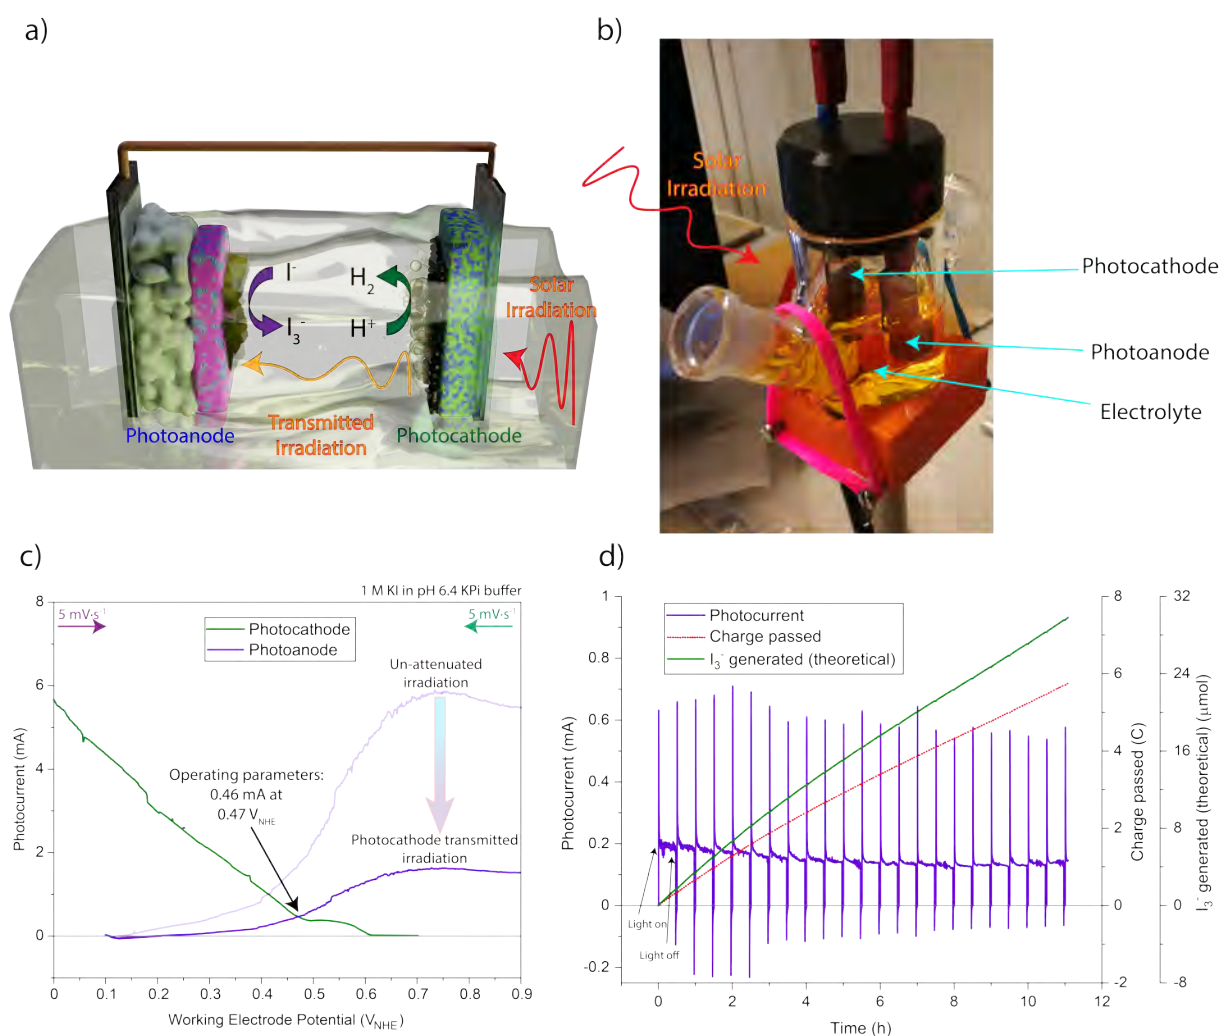 a)
I-
I3-
H2
H+
Solar
Irradiation
Photoanode
Transmitted
Irradiation
Photocathode
b)
Solar
Irradiation
Photocathode
Photoanode
Electrolyte
c)
1 M KI in pH 6.4 KPi buffer
5 mV·s-1
5 mV·s-1
Photocathode
Photoanode
Un-attenuated
irradiation
Operating parameters:
0.46 mA at
0.47 VNHE
Photocathode transmitted
irradiation
Photocurrent (mA)
8
6
4
2
0
0
0.1
0.2
0.3
0.4
0.5
0.6
0.7
0.8
0.9
Working Electrode Potential (VNHE)
d)
Photocurrent
Charge passed
I3- generated (theoretical)
Light on
Light off
Photocurrent (mA)
1
0.8
0.6
0.4
0.2
0
-0.2
Charge passed (C)
8
6
4
2
0
-2
I3- generated (theoretical) (μmol)
32
24
16
8
0
-8
0
2
4
6
8
10
12
Time (h)